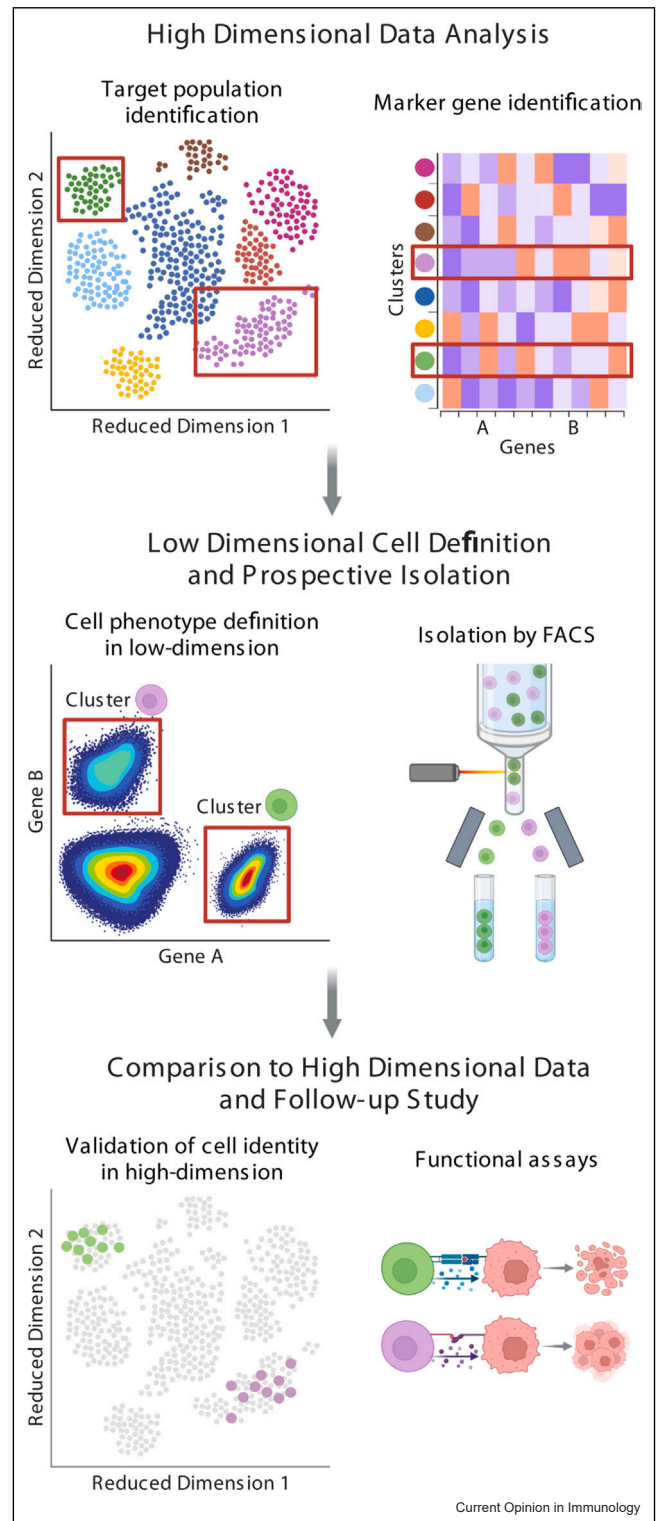 High Dimensional Data Analysis
Target population
identification
Marker gene identification
Reduced Dimension 2
Reduced Dimension 1
Clusters
A
B
Genes
Low Dimensional Cell Definition
and Prospective Isolation
Cell phenotype definition
in low-dimension
Isolation by FACS
Cluster
Cluster
Gene B
Gene A
Comparison to High Dimensional Data
and Follow-up Study
Validation of cell identity
in high-dimension
Functional assays
Reduced Dimension 2
Reduced Dimension 1
Current Opinion in Immunology